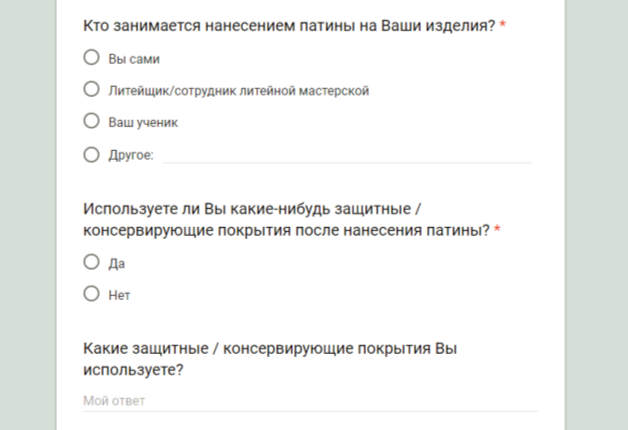 Кто занимается нанесением патины на Ваши изделия? *
Вы сами
Литейщик/сотрудник литейной мастерской
Ваш ученик
Другое:
Используете ли Вы какие-нибудь защитные /
консервирующие покрытия после нанесения патины? *
Да
Нет
Какие защитные / консервирующие покрытия Вы
используете?
Мой ответ